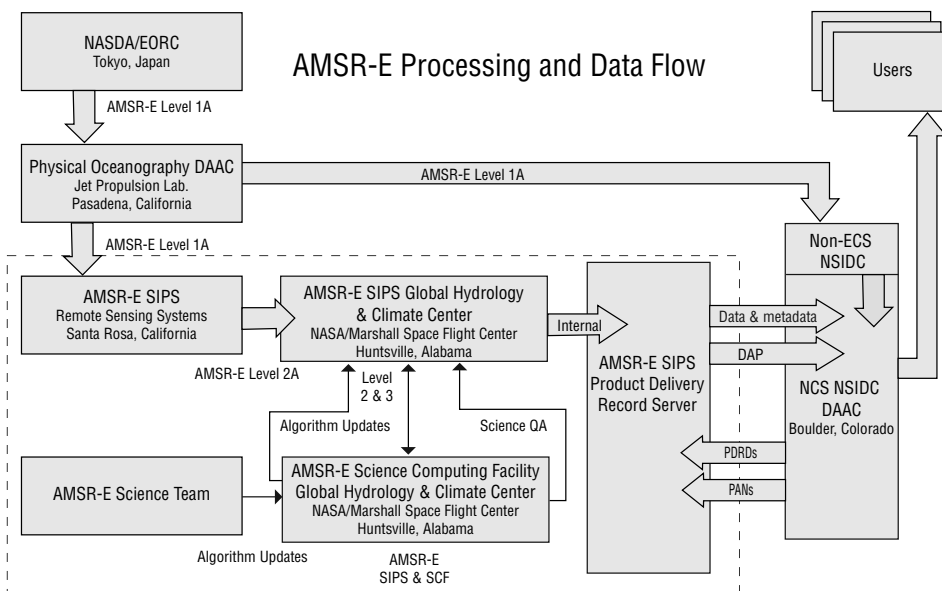 AMSR-E Processing and Data Flow
NASDA/EORC
Tokyo, Japan
Users
AMSR-E Level 1A
Physical Oceanography DAAC
Jet Propulsion Lab.
Pasadena, California
AMSR-E Level 1A
AMSR-E Level 1A
Non-ECS
NSIDC
AMSR-E SIPS
Remote Sensing Systems
Santa Rosa, California
AMSR-E Level 2A
AMSR-E SIPS Global Hydrology
& Climate Center
NASA/Marshall Space Flight Center
Huntsville, Alabama
Internal
AMSR-E SIPS
Product Delivery
Record Server
Data & metadata
DAP
NCS NSIDC
DAAC
Boulder, Colorado
PDRDs
PANs
Algorithm Updates
Level
2 & 3
Science QA
AMSR-E Science Team
Algorithm Updates
AMSR-E Science Computing Facility
Global Hydrology & Climate Center
NASA/Marshall Space Flight Center
Huntsville, Alabama
AMSR-E
SIPS & SCF